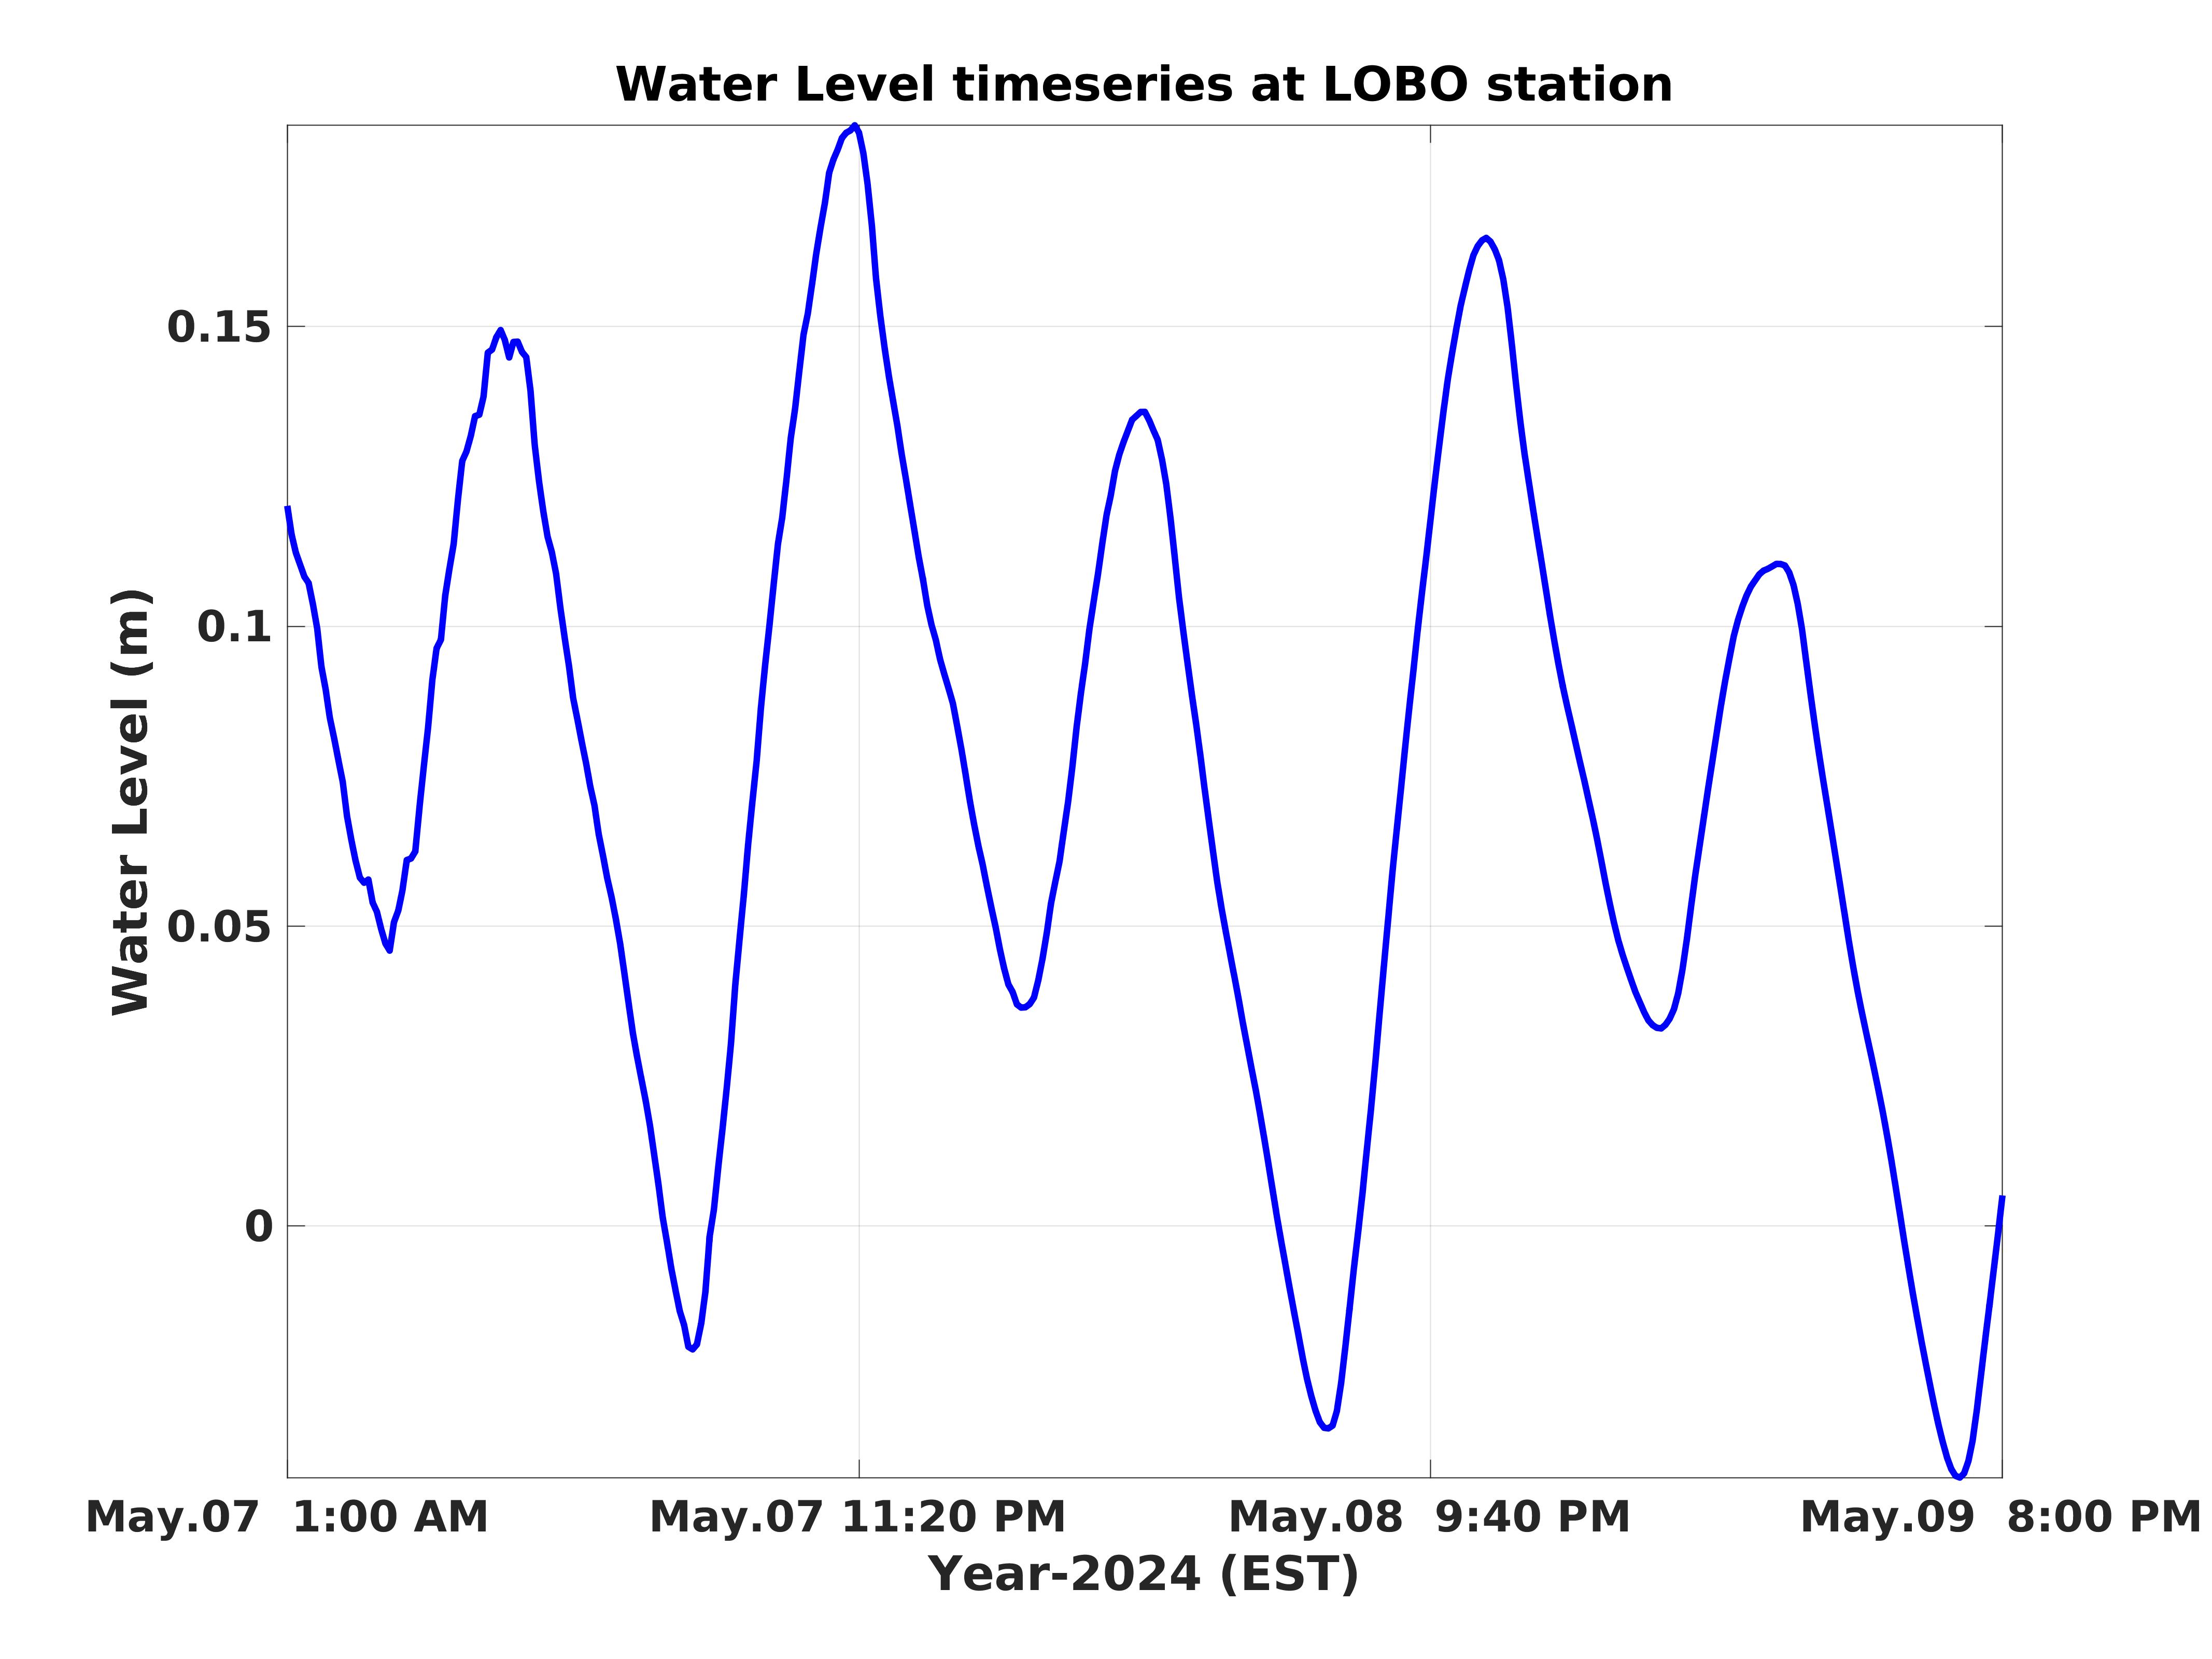 Water Level timeseries at LOBO station
Water Level (m)
0.15
0.1
0.05
0
May.07 1:00 AM May.07 11:20 PM May.08 9:40 PM May.09 8:00 PM
Year-2024 (EST)